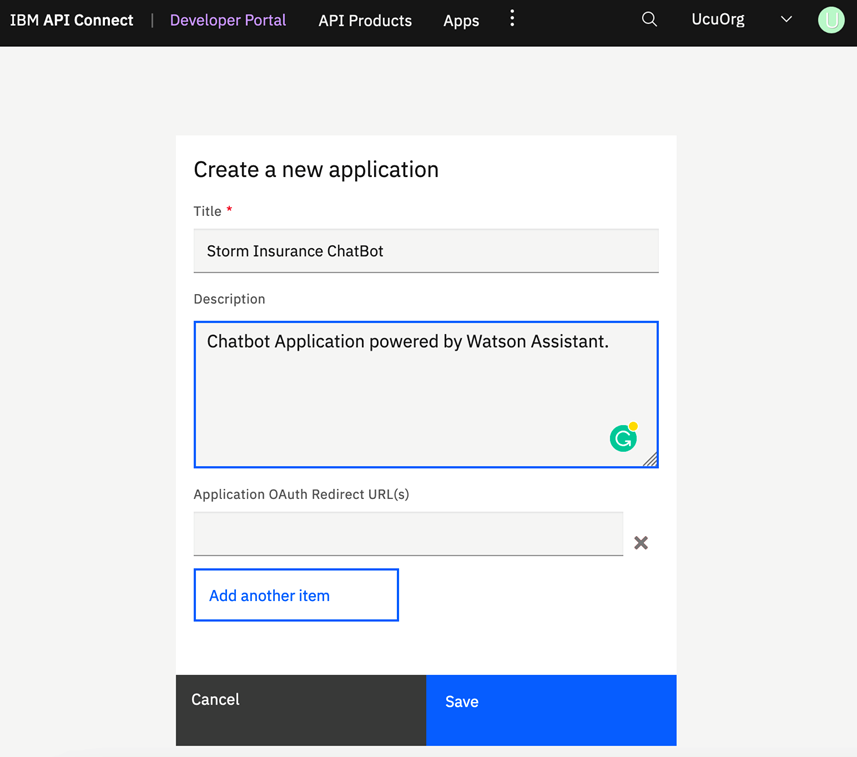 IBM API Connect | Developer Portal API Products Apps UcuOrg U
Create a new application
Title *
Storm Insurance ChatBot
Description
Chatbot Application powered by Watson Assistant.
Application OAuth Redirect URL(s)
Add another item
Cancel Save